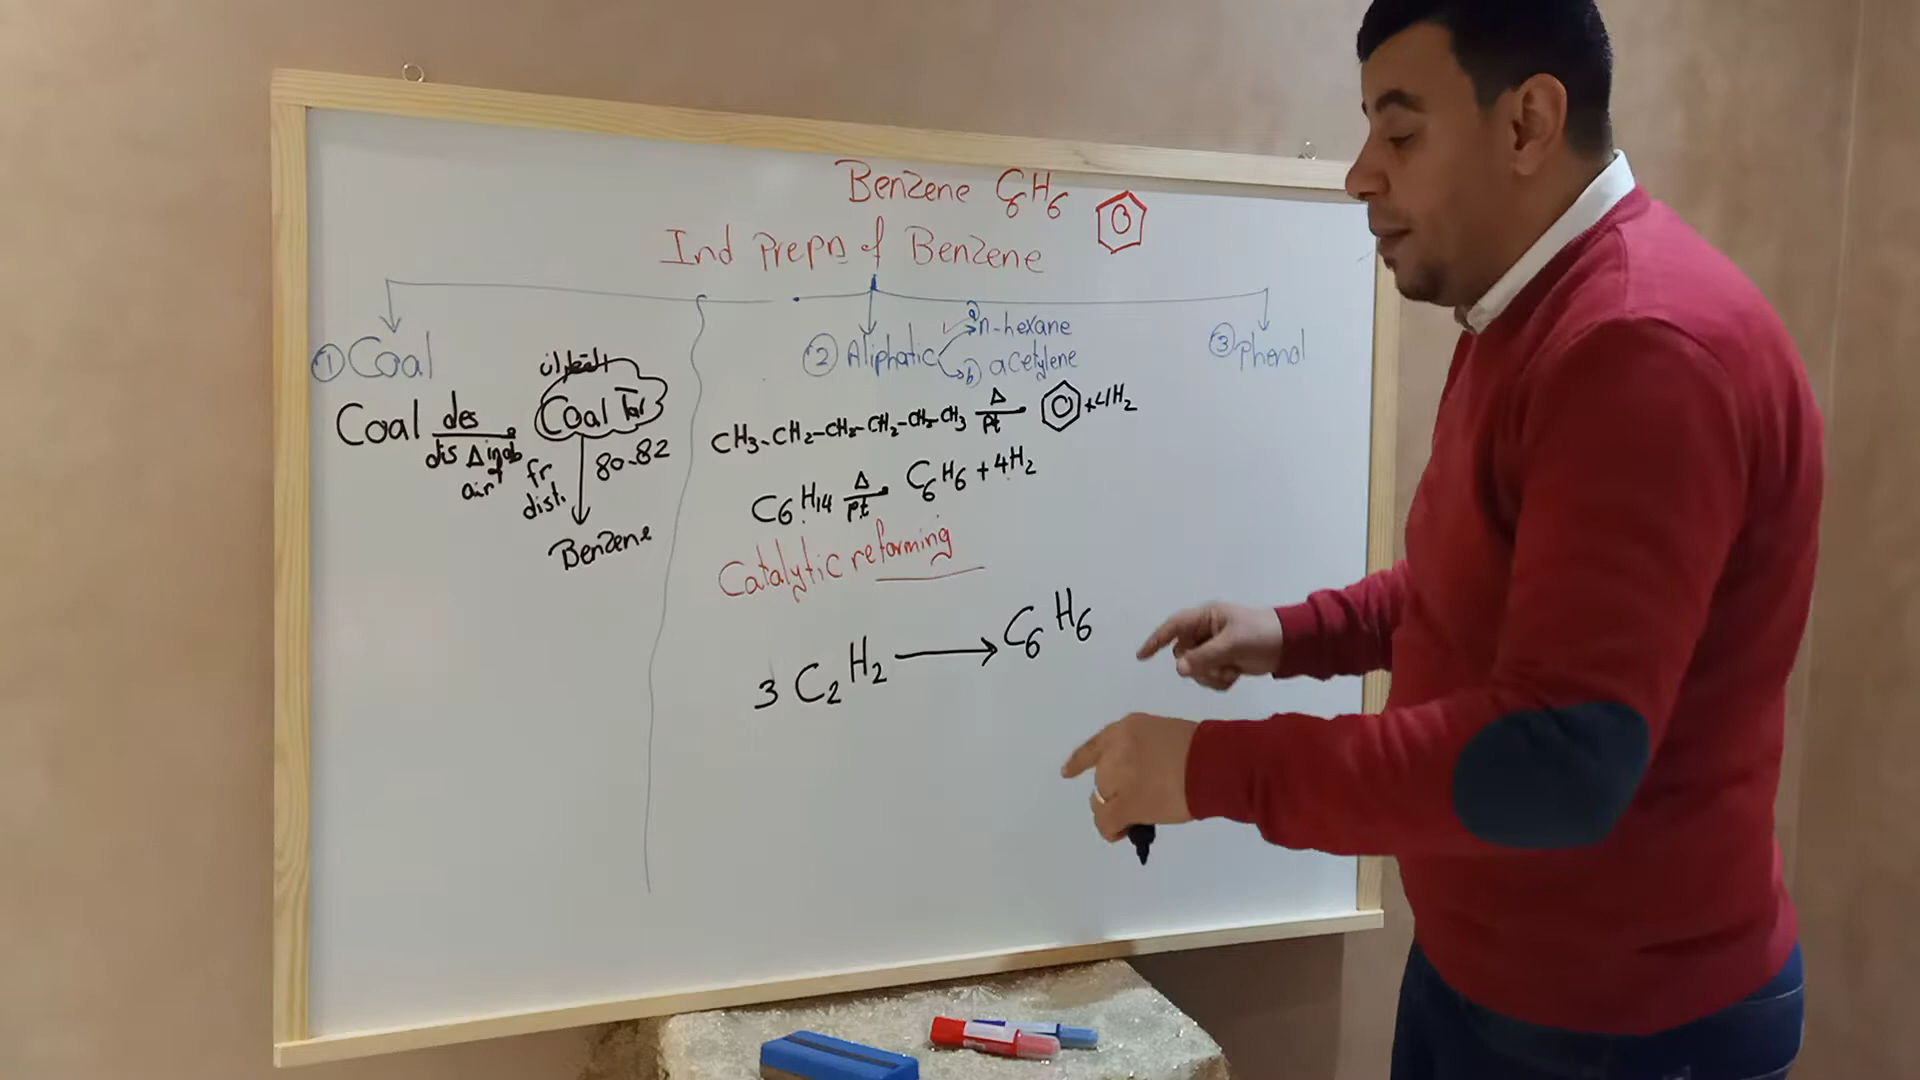 Benzene C6H6
Ind Prepn of Benzene
① Coal
Coal des dis Δ in ab of air
القطران
Coal Tar
fr dist. 80-82
Benzene
② Aliphatic
a) n-hexane
b) acetylene
CH3-CH2-CH2-CH2-CH2-CH3 Δ Pt + 4H2
C6H14 Δ Pt C6H6 + 4H2
Catalytic reforming
3 C2H2 → C6H6
③ Phenol